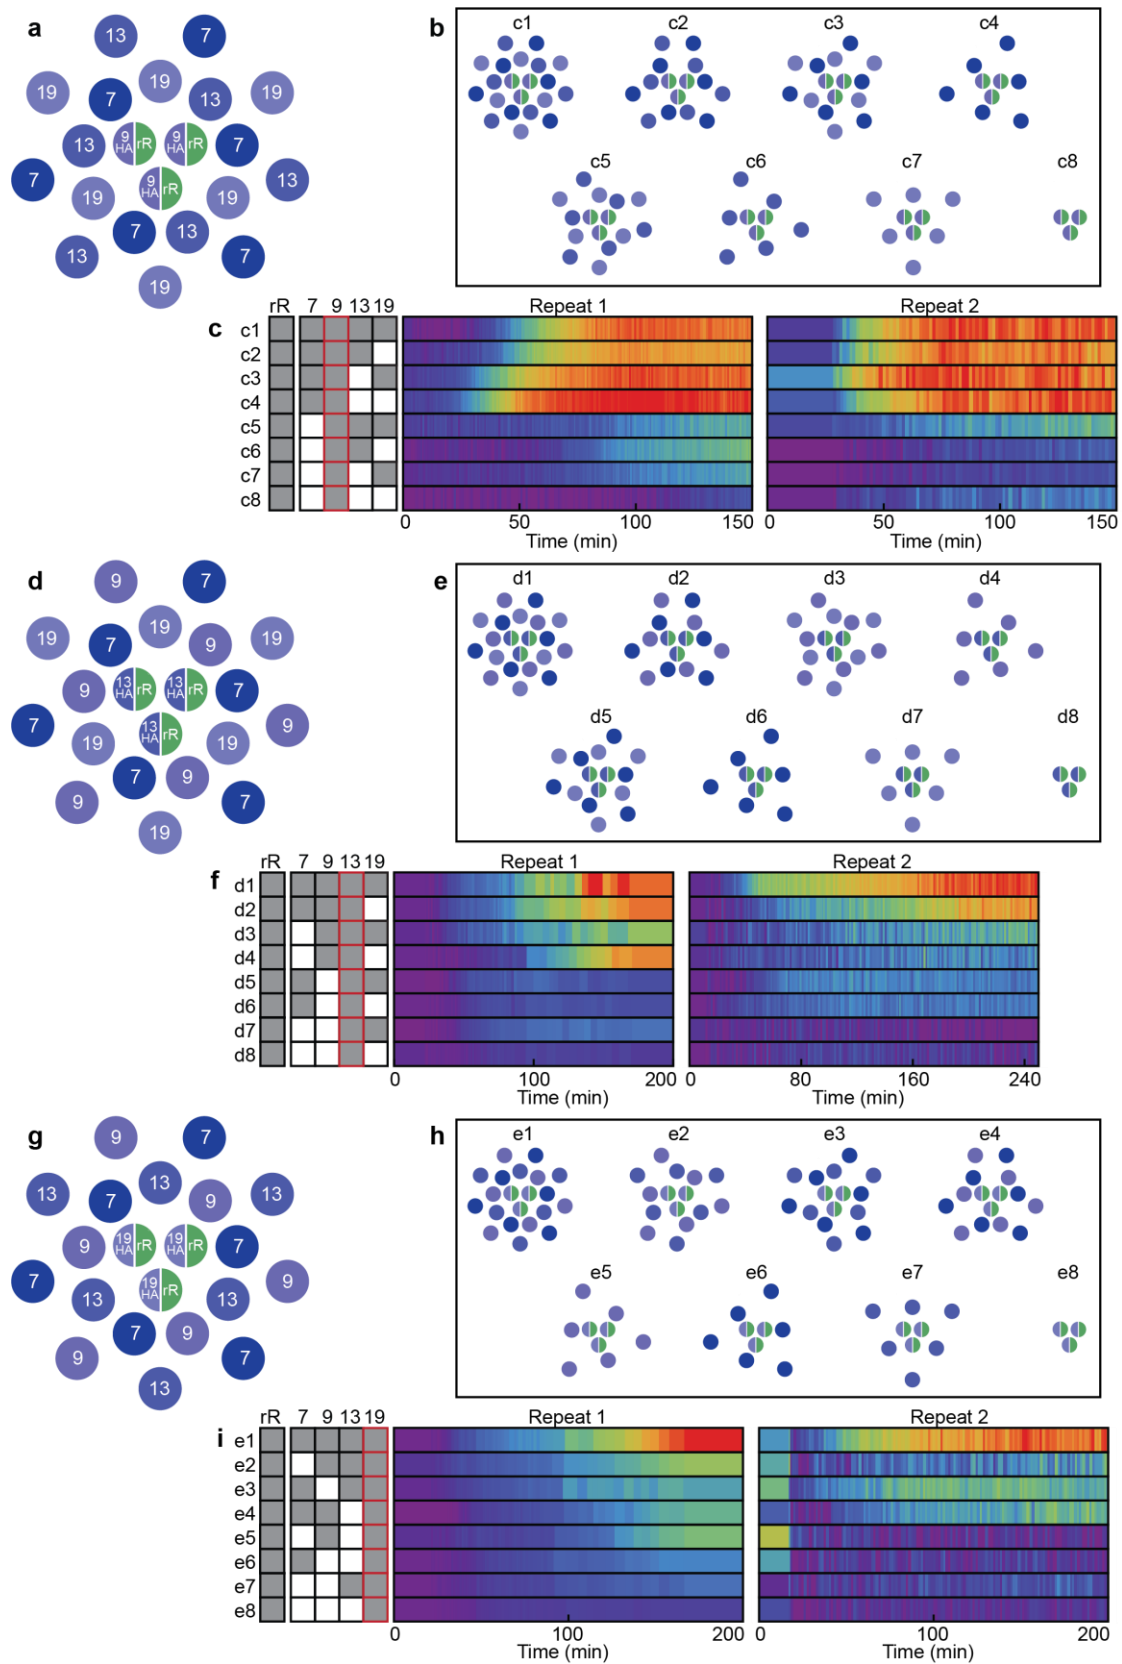 a
13 7
19 19 19
7 13
9 HA rR 9 HA rR
13 7
9 HA rR
7 13
19 19
7 13
13 7
19
b
c1 c2 c3 c4
c5 c6 c7 c8
c
rR 7 9 13 19 Repeat 1 Repeat 2
c1
c2
c3
c4
c5
c6
c7
c8
0 50 100 150 0 50 100 150
Time (min) Time (min)
d
9 7
19 19 19
7 9
13 HA rR 13 HA rR
9 7
13 HA rR
7 9
19 19
7 9
9 7
19
e
d1 d2 d3 d4
d5 d6 d7 d8
f
rR 7 9 13 19 Repeat 1 Repeat 2
d1
d2
d3
d4
d5
d6
d7
d8
0 100 200 0 80 160 240
Time (min) Time (min)
g
9 7
13 13 13
7 9
19 HA rR 19 HA rR
9 7
19 HA rR
7 9
13 13
7 9
9 7
13
h
e1 e2 e3 e4
e5 e6 e7 e8
i
rR 7 9 13 19 Repeat 1 Repeat 2
e1
e2
e3
e4
e5
e6
e7
e8
0 100 200 0 100 200
Time (min) Time (min)